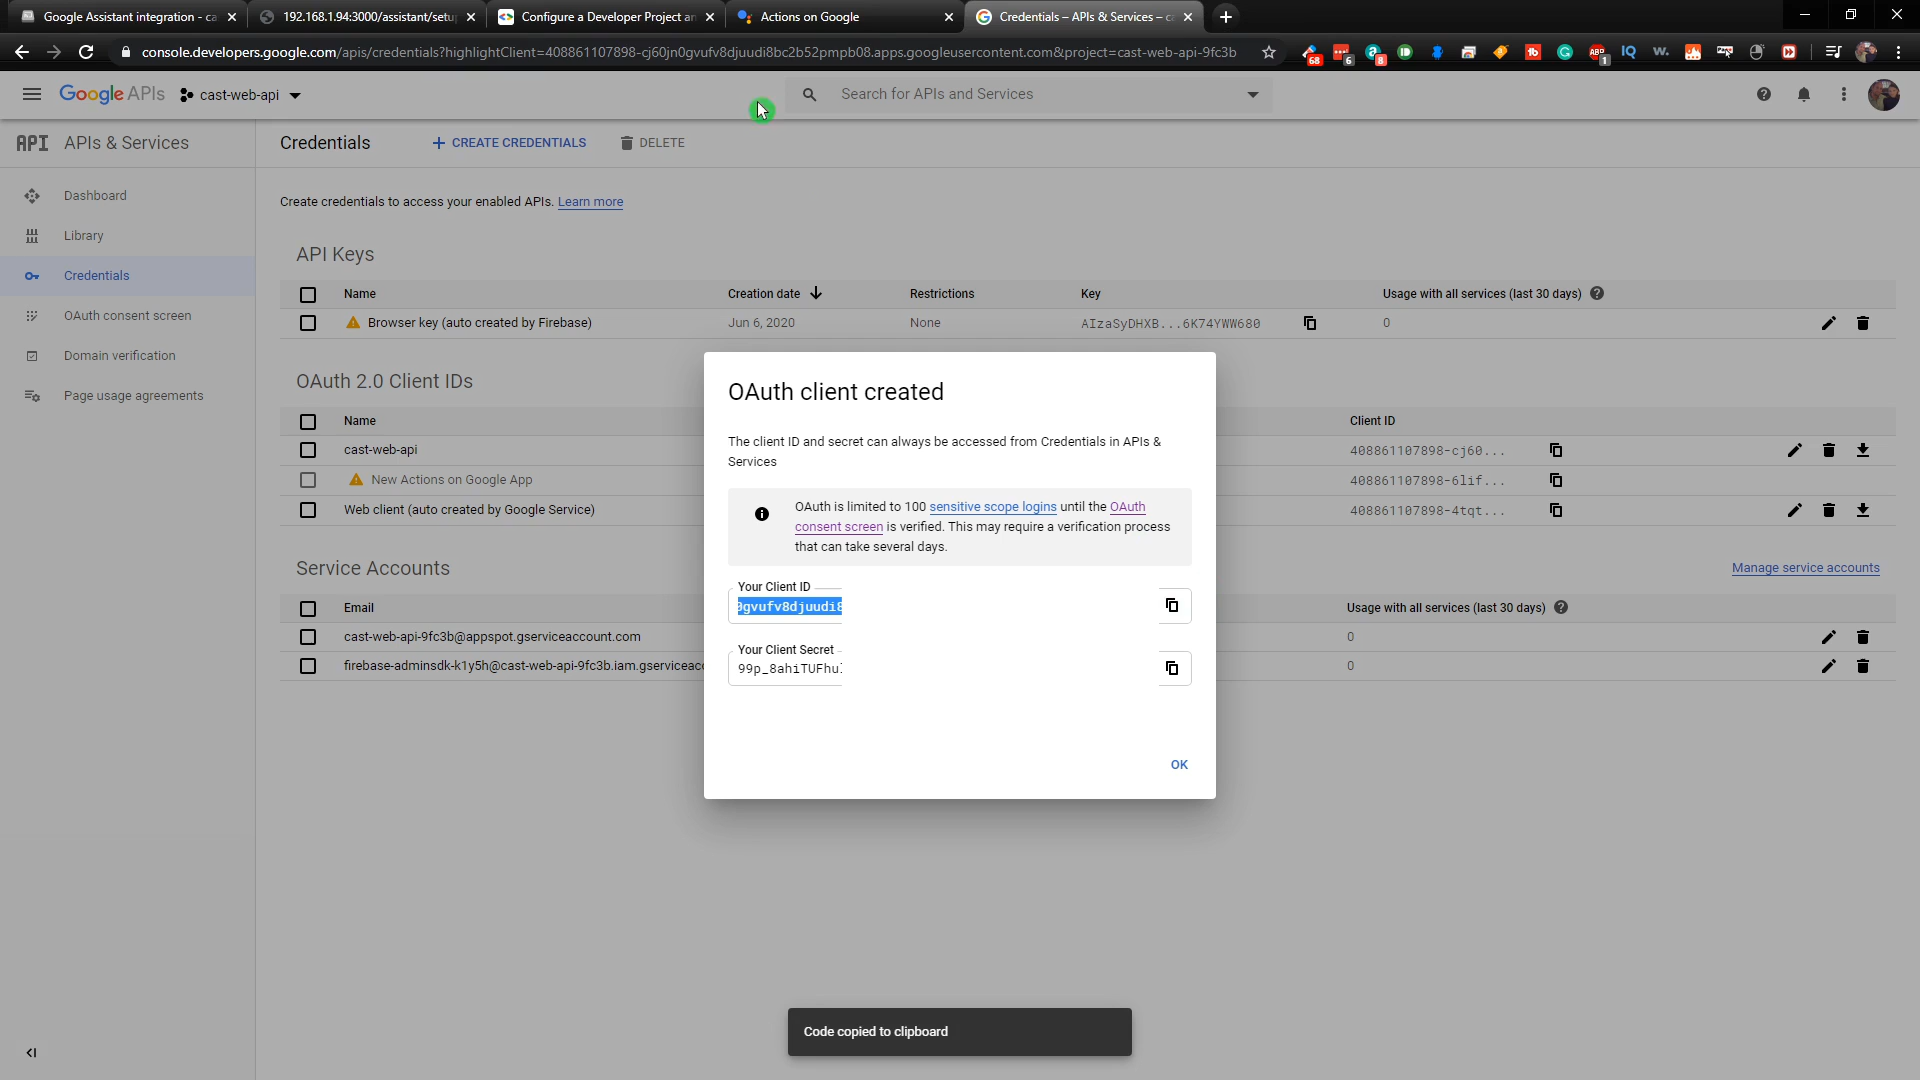 Google Assistant integration - ca
192.168.1.94:3000/assistant/setu
Configure a Developer Project an
Actions on Google
Credentials – APIs & Services – c
console.developers.google.com/apis/credentials?highlightClient=408861107898-cj60jn0gvufv8djuudi8bc2b52pmpb08.apps.googleusercontent.com&project=cast-web-api-9fc3b
68
6
8
ABP
1
IQ
w.
Google APIs
cast-web-api
Search for APIs and Services
API APIs & Services
Credentials
CREATE CREDENTIALS
DELETE
Dashboard
Library
Credentials
OAuth consent screen
Domain verification
Page usage agreements
Create credentials to access your enabled APIs. Learn more
API Keys
Name Creation date Restrictions Key Usage with all services (last 30 days)
Browser key (auto created by Firebase) Jun 6, 2020 None AIzaSyDHXB...6K74YWW680 0
OAuth 2.0 Client IDs
Name Client ID
cast-web-api 408861107898-cj60...
New Actions on Google App 408861107898-6lif...
Web client (auto created by Google Service) 408861107898-4tqt...
Service Accounts
Manage service accounts
Email Usage with all services (last 30 days)
cast-web-api-9fc3b@appspot.gserviceaccount.com 0
firebase-adminsdk-k1y5h@cast-web-api-9fc3b.iam.gserviceacc 0
OAuth client created
The client ID and secret can always be accessed from Credentials in APIs &
Services
OAuth is limited to 100 sensitive scope logins until the OAuth
consent screen is verified. This may require a verification process
that can take several days.
Your Client ID
0gvufv8djuudi8
Your Client Secret
99p_8ahiTUFhu
OK
Code copied to clipboard